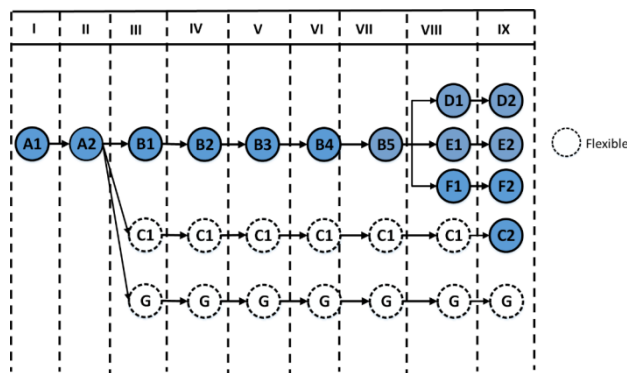 I II III IV V VI VII VIII IX
D1 D2
A1 A2 B1 B2 B3 B4 B5 E1 E2 Flexible
F1 F2
C1 C1 C1 C1 C1 C1 C2
G G G G G G G